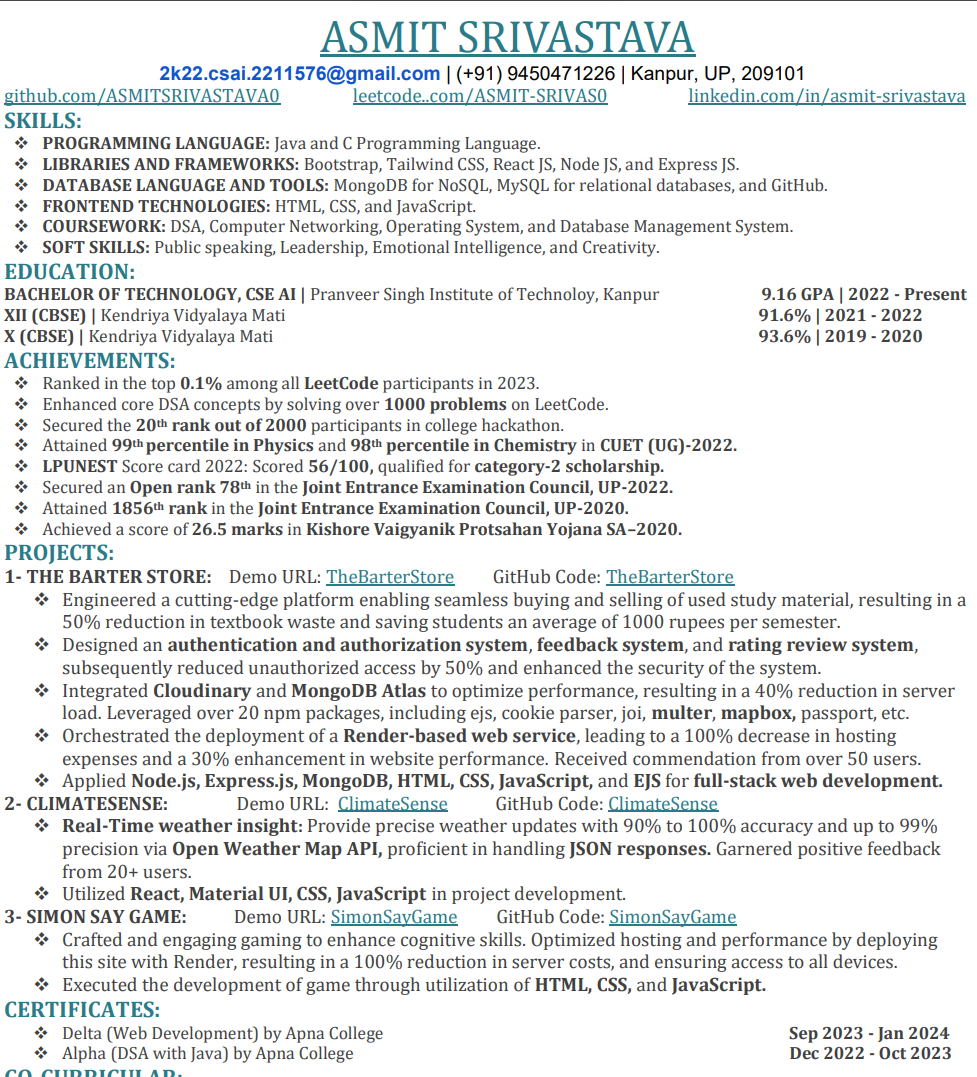 ASMIT SRIVASTAVA
2k22.csai.2211576@gmail.com | (+91) 9450471226 | Kanpur, UP, 209101
github.com/ASMITSRIVASTAVA0 leetcode..com/ASMIT-SRIVAS0 linkedin.com/in/asmit-srivastava
SKILLS:
❖ PROGRAMMING LANGUAGE: Java and C Programming Language.
❖ LIBRARIES AND FRAMEWORKS: Bootstrap, Tailwind CSS, React JS, Node JS, and Express JS.
❖ DATABASE LANGUAGE AND TOOLS: MongoDB for NoSQL, MySQL for relational databases, and GitHub.
❖ FRONTEND TECHNOLOGIES: HTML, CSS, and JavaScript.
❖ COURSEWORK: DSA, Computer Networking, Operating System, and Database Management System.
❖ SOFT SKILLS: Public speaking, Leadership, Emotional Intelligence, and Creativity.
EDUCATION:
BACHELOR OF TECHNOLOGY, CSE AI | Pranveer Singh Institute of Technoloy, Kanpur 9.16 GPA | 2022 - Present
XII (CBSE) | Kendriya Vidyalaya Mati 91.6% | 2021 - 2022
X (CBSE) | Kendriya Vidyalaya Mati 93.6% | 2019 - 2020
ACHIEVEMENTS:
❖ Ranked in the top 0.1% among all LeetCode participants in 2023.
❖ Enhanced core DSA concepts by solving over 1000 problems on LeetCode.
❖ Secured the 20th rank out of 2000 participants in college hackathon.
❖ Attained 99th percentile in Physics and 98th percentile in Chemistry in CUET (UG)-2022.
❖ LPUNEST Score card 2022: Scored 56/100, qualified for category-2 scholarship.
❖ Secured an Open rank 78th in the Joint Entrance Examination Council, UP-2022.
❖ Attained 1856th rank in the Joint Entrance Examination Council, UP-2020.
❖ Achieved a score of 26.5 marks in Kishore Vaigyanik Protsahan Yojana SA–2020.
PROJECTS:
1- THE BARTER STORE: Demo URL: TheBarterStore GitHub Code: TheBarterStore
❖ Engineered a cutting-edge platform enabling seamless buying and selling of used study material, resulting in a
50% reduction in textbook waste and saving students an average of 1000 rupees per semester.
❖ Designed an authentication and authorization system, feedback system, and rating review system,
subsequently reduced unauthorized access by 50% and enhanced the security of the system.
❖ Integrated Cloudinary and MongoDB Atlas to optimize performance, resulting in a 40% reduction in server
load. Leveraged over 20 npm packages, including ejs, cookie parser, joi, multer, mapbox, passport, etc.
❖ Orchestrated the deployment of a Render-based web service, leading to a 100% decrease in hosting
expenses and a 30% enhancement in website performance. Received commendation from over 50 users.
❖ Applied Node.js, Express.js, MongoDB, HTML, CSS, JavaScript, and EJS for full-stack web development.
2- CLIMATESENSE: Demo URL: ClimateSense GitHub Code: ClimateSense
❖ Real-Time weather insight: Provide precise weather updates with 90% to 100% accuracy and up to 99%
precision via Open Weather Map API, proficient in handling JSON responses. Garnered positive feedback
from 20+ users.
❖ Utilized React, Material UI, CSS, JavaScript in project development.
3- SIMON SAY GAME: Demo URL: SimonSayGame GitHub Code: SimonSayGame
❖ Crafted and engaging gaming to enhance cognitive skills. Optimized hosting and performance by deploying
this site with Render, resulting in a 100% reduction in server costs, and ensuring access to all devices.
❖ Executed the development of game through utilization of HTML, CSS, and JavaScript.
CERTIFICATES:
❖ Delta (Web Development) by Apna College Sep 2023 - Jan 2024
❖ Alpha (DSA with Java) by Apna College Dec 2022 - Oct 2023
CO-CURRICULAR: